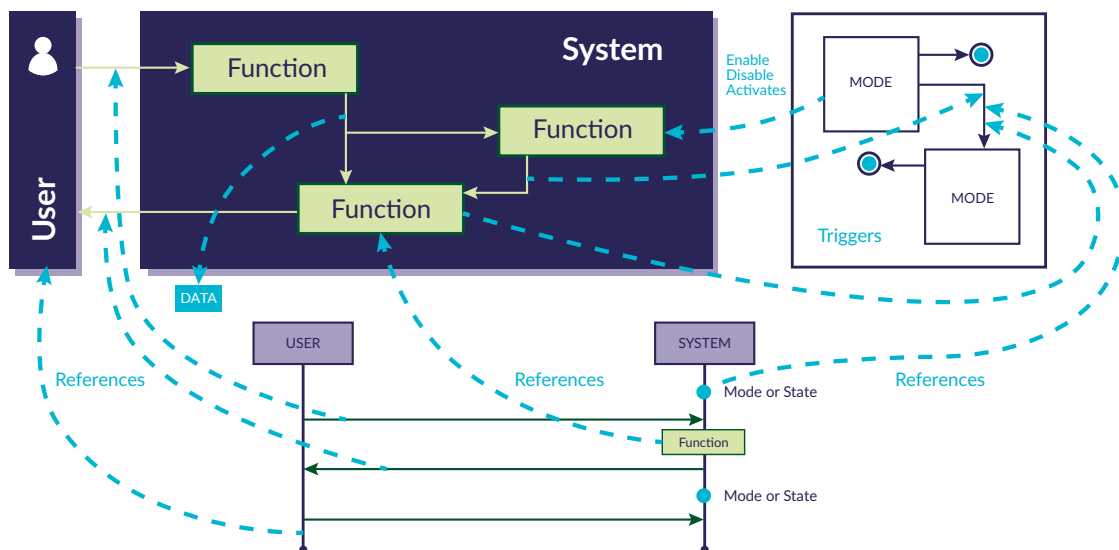 User
System
Function
Function
Function
DATA
Enable
Disable
Activates
MODE
MODE
Triggers
USER
SYSTEM
References
References
References
Mode or State
Function
Mode or State